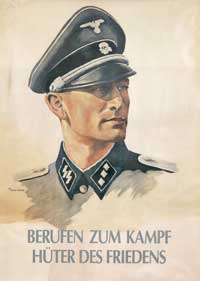 BERUFEN ZUM KAMPF
HÜTER DES FRIEDENS